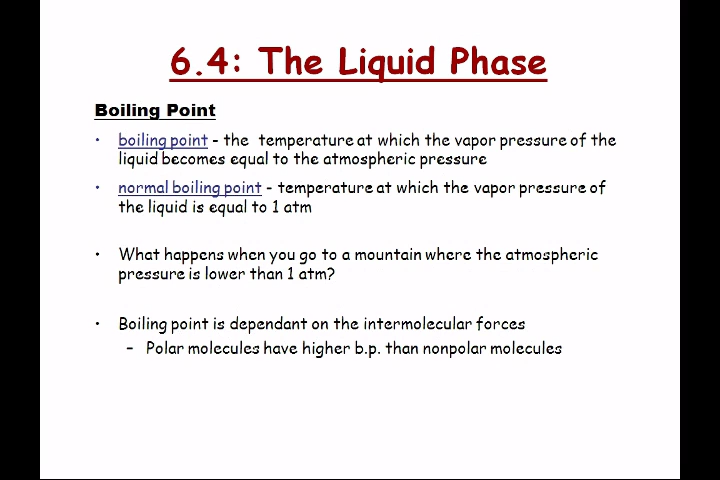 6.4: The Liquid Phase
Boiling Point
• boiling point - the temperature at which the vapor pressure of the
liquid becomes equal to the atmospheric pressure
• normal boiling point - temperature at which the vapor pressure of
the liquid is equal to 1 atm
• What happens when you go to a mountain where the atmospheric
pressure is lower than 1 atm?
• Boiling point is dependant on the intermolecular forces
– Polar molecules have higher b.p. than nonpolar molecules